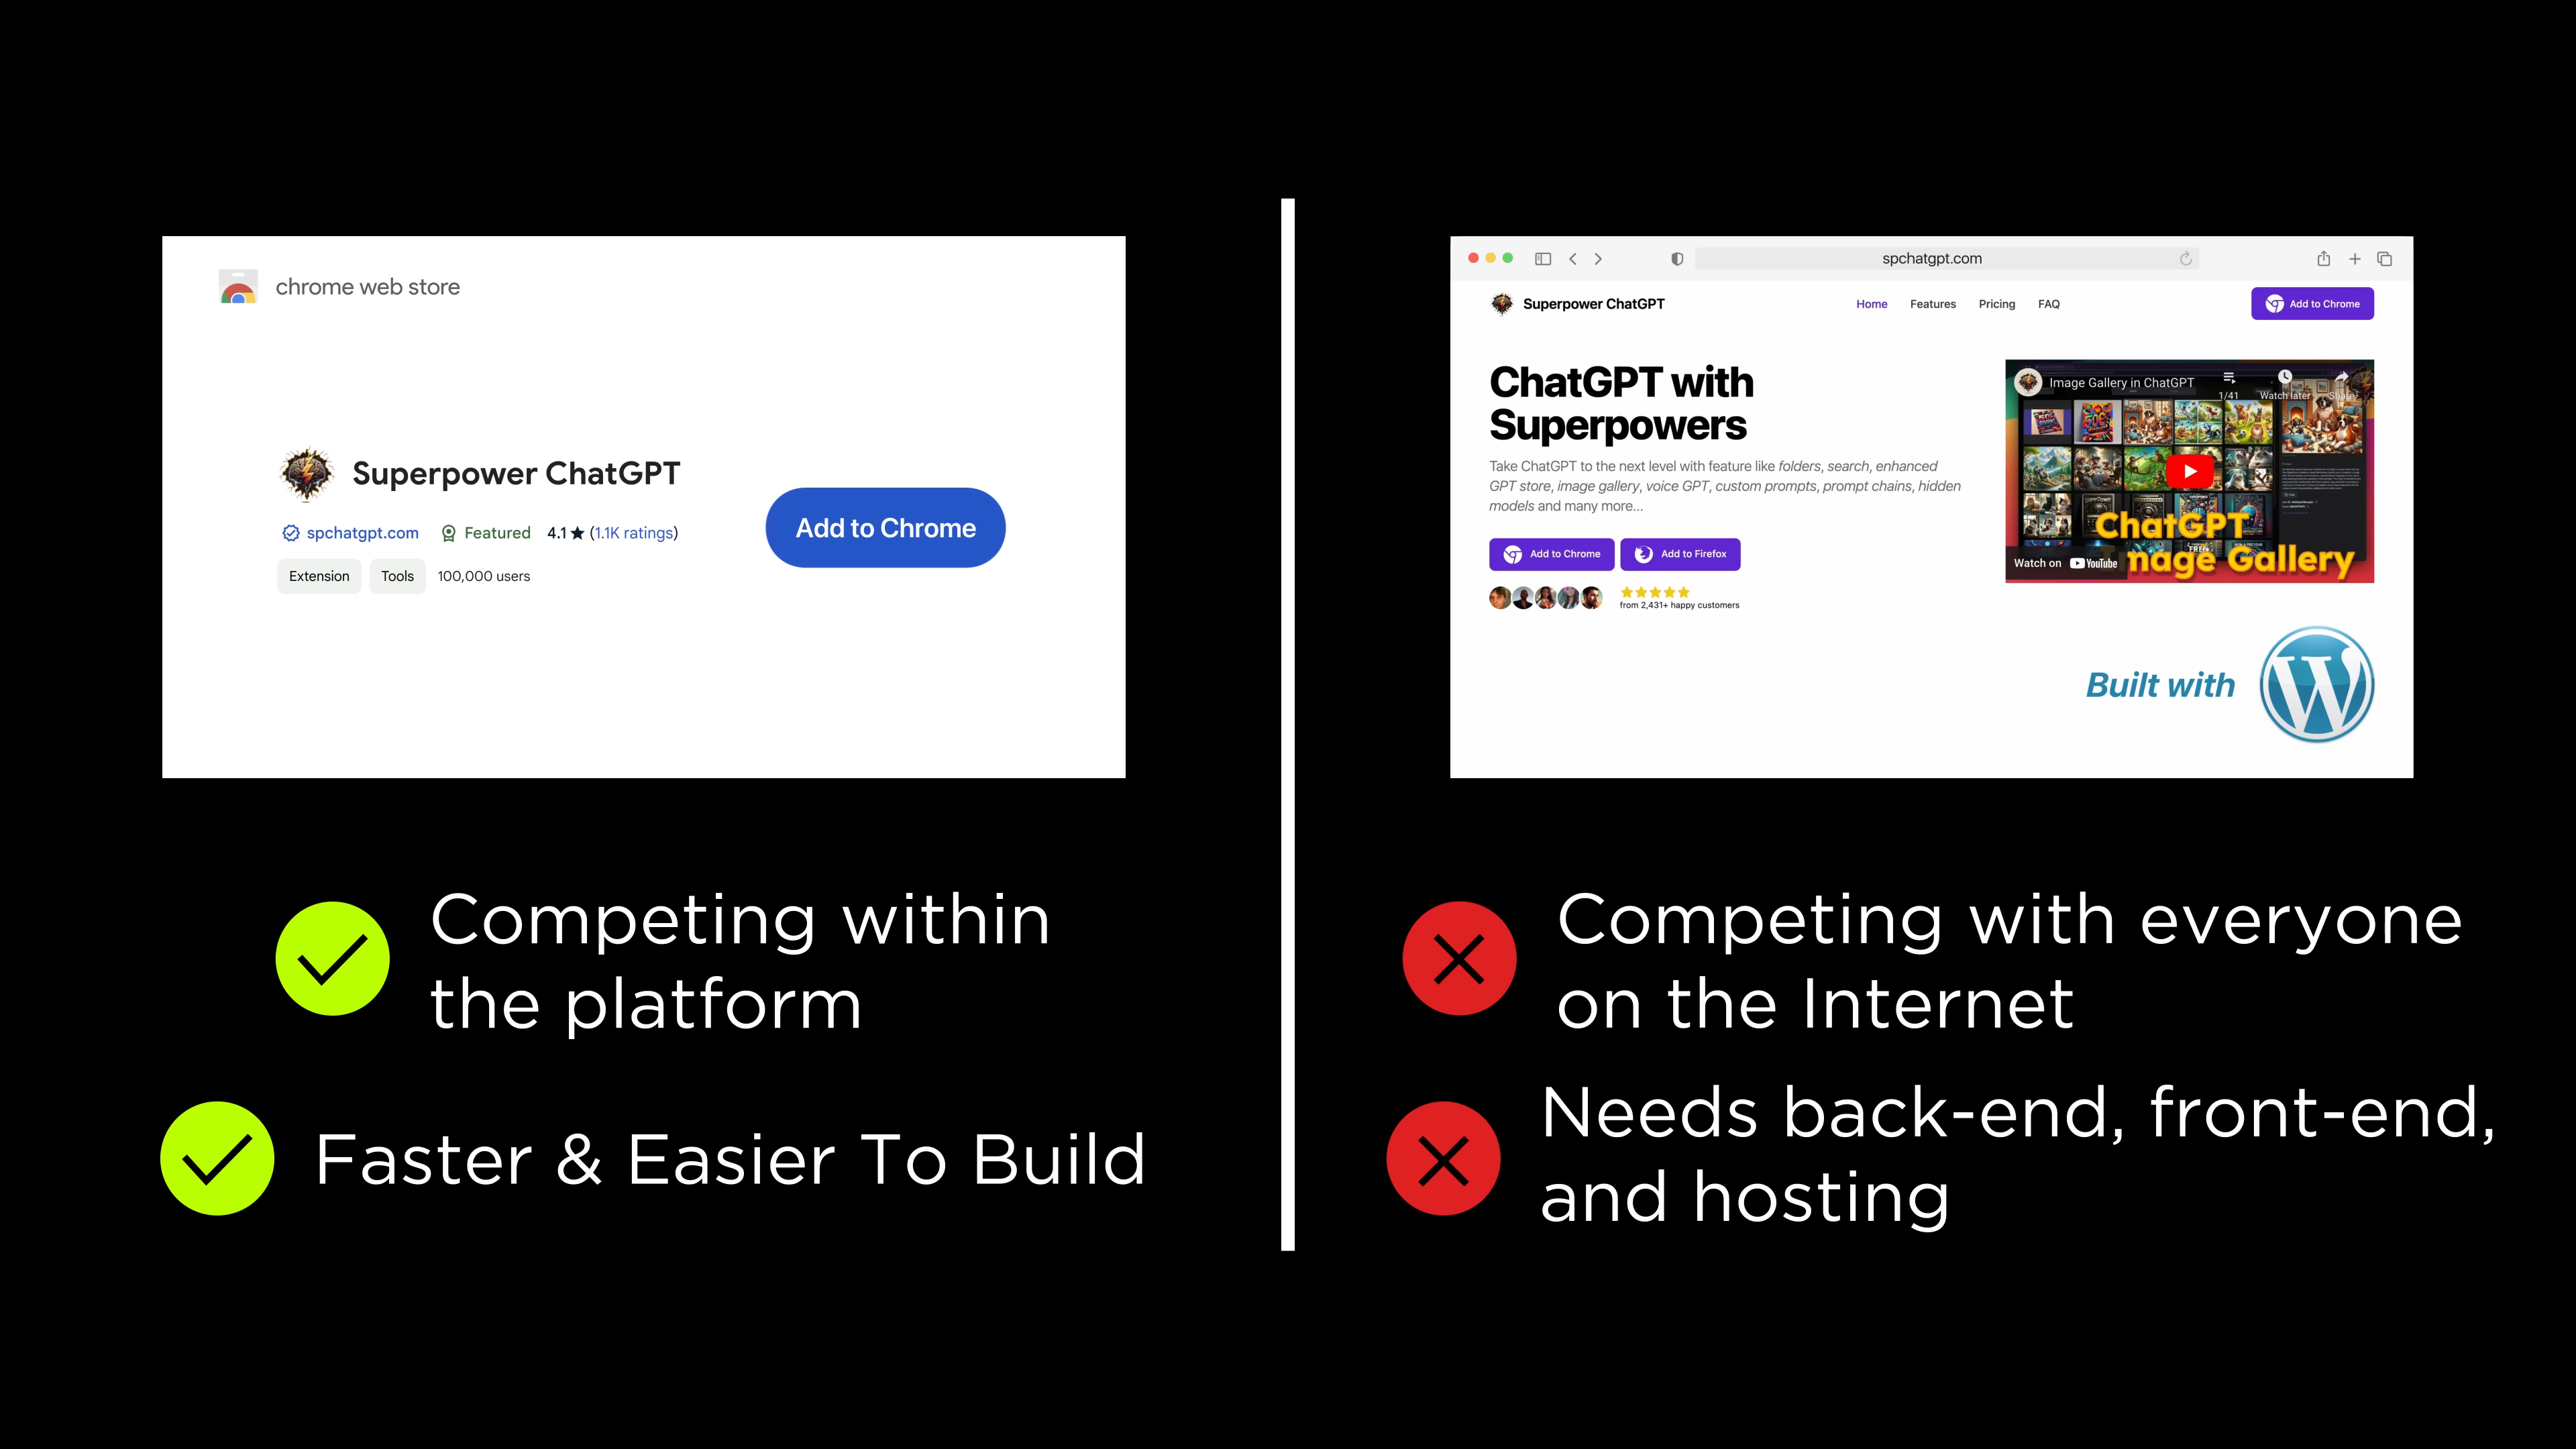 chrome web store
Superpower ChatGPT
spchatgpt.com Featured 4.1 ★ (1.1K ratings)
Extension Tools 100,000 users
Add to Chrome
Competing within
the platform
Faster & Easier To Build
spchatgpt.com
Superpower ChatGPT Home Features Pricing FAQ Add to Chrome
ChatGPT with
Superpowers
Take ChatGPT to the next level with feature like folders, search, enhanced
GPT store, image gallery, voice GPT, custom prompts, prompt chains, hidden
models and many more...
Add to Chrome Add to Firefox
from 2,431+ happy customers
Image Gallery in ChatGPT
1/41 Watch later Share
ChatGPT
Image Gallery
Watch on YouTube
Built with
W
Competing with everyone
on the Internet
Needs back-end, front-end,
and hosting